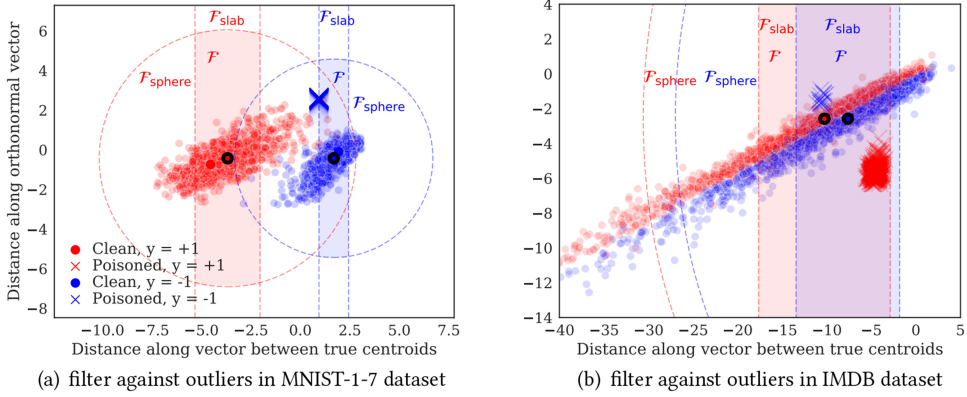 6
4
2
0
−2
−4
−6
−8
Distance along orthonormal vector
𝓕slab
𝓕slab
𝓕
𝓕
𝓕sphere
𝓕sphere
Clean, y = +1
Poisoned, y = +1
Clean, y = -1
Poisoned, y = -1
−10.0 −7.5 −5.0 −2.5 0.0 2.5 5.0 7.5
Distance along vector between true centroids
(a) filter against outliers in MNIST-1-7 dataset
4
2
0
−2
−4
−6
−8
−10
−12
−14
𝓕slab
𝓕slab
𝓕
𝓕
𝓕sphere
𝓕sphere
−40 −35 −30 −25 −20 −15 −10 −5 0 5
Distance along vector between true centroids
(b) filter against outliers in IMDB dataset